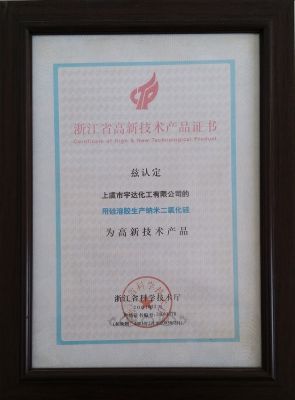 浙江省高新技术产品证书
Certificate of High & New Technological Product
兹认定
上虞市宇达化工有限公司的
用硅溶胶生产纳米二氧化硅
为高新技术产品
浙江省科学技术厅